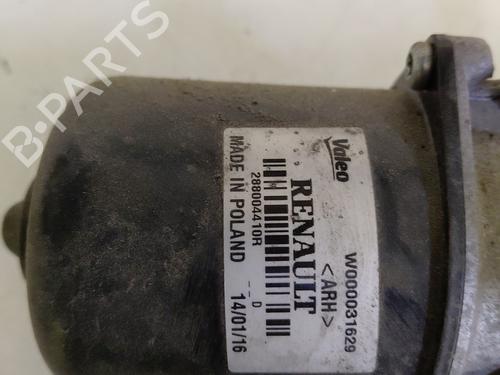 Valeo
W000031629
<ARH>
RENAULT
288004410R
-- D
MADE IN POLAND
14/01/16
B-PARTS